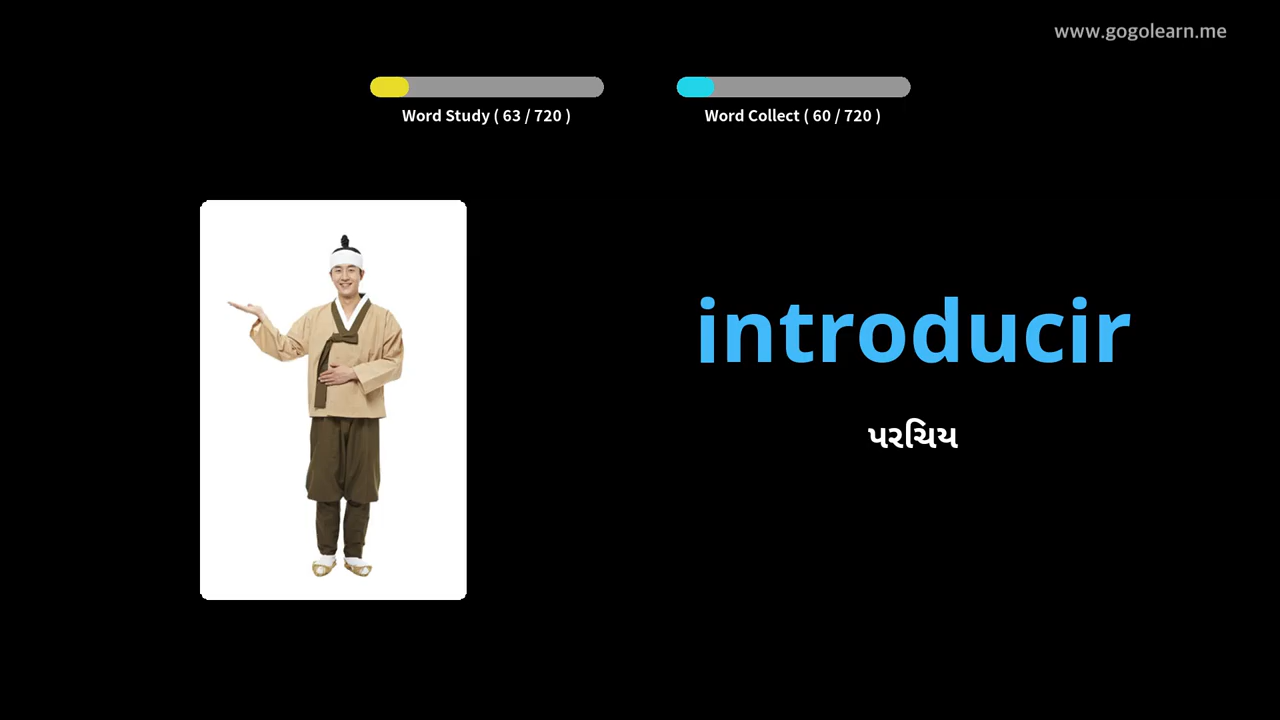 www.gogolearn.me
Word Study ( 63 / 720 )
Word Collect ( 60 / 720 )
introducir
પરિચય